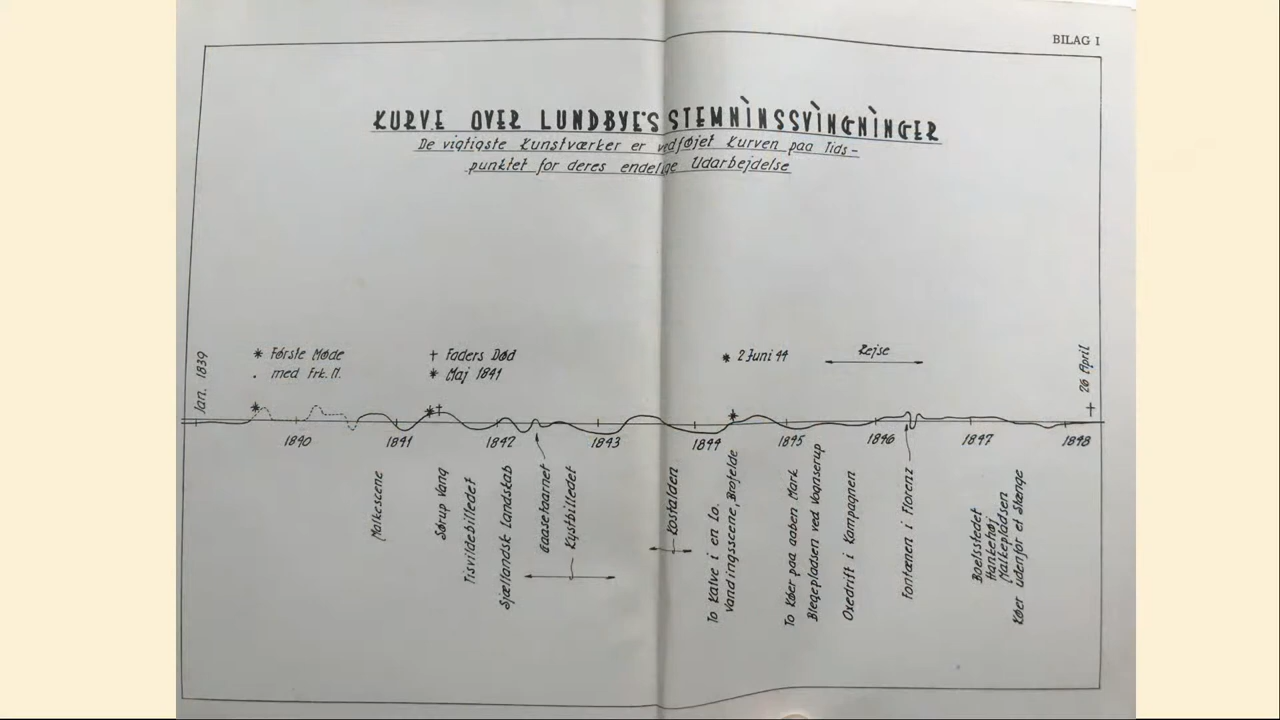 BILAG I
KURVE OVER LUNDBYE'S STEMNINSSVINGNINGER
De vigtigste Kunstværker er vedføjet Kurven paa Tids-
punktet for deres endelige Udarbejdelse
Jan. 1839
* Første Møde
. med Frk. M.
† Faders Død
* Maj 1841
* 2 Juni 44
Rejse
26 April
1840
1841
1842
1843
1844
1845
1846
1847
1848
Malkescene
Sørup Vang
Tisvildebilledet
Sjællandsk Landskab
Gaasetaarnet
Kystbilledet
Kostalden
To Kalve i en Lo.
Vandingsscene, Brofelde
To Køer paa aaben Mark
Blegepladsen ved Vognserup
Oxedrift i Kampagnen
Fontænen i Florenz
Boelsstedet
Hankehøj
Malkepladsen
Køer udenfor et Stænge